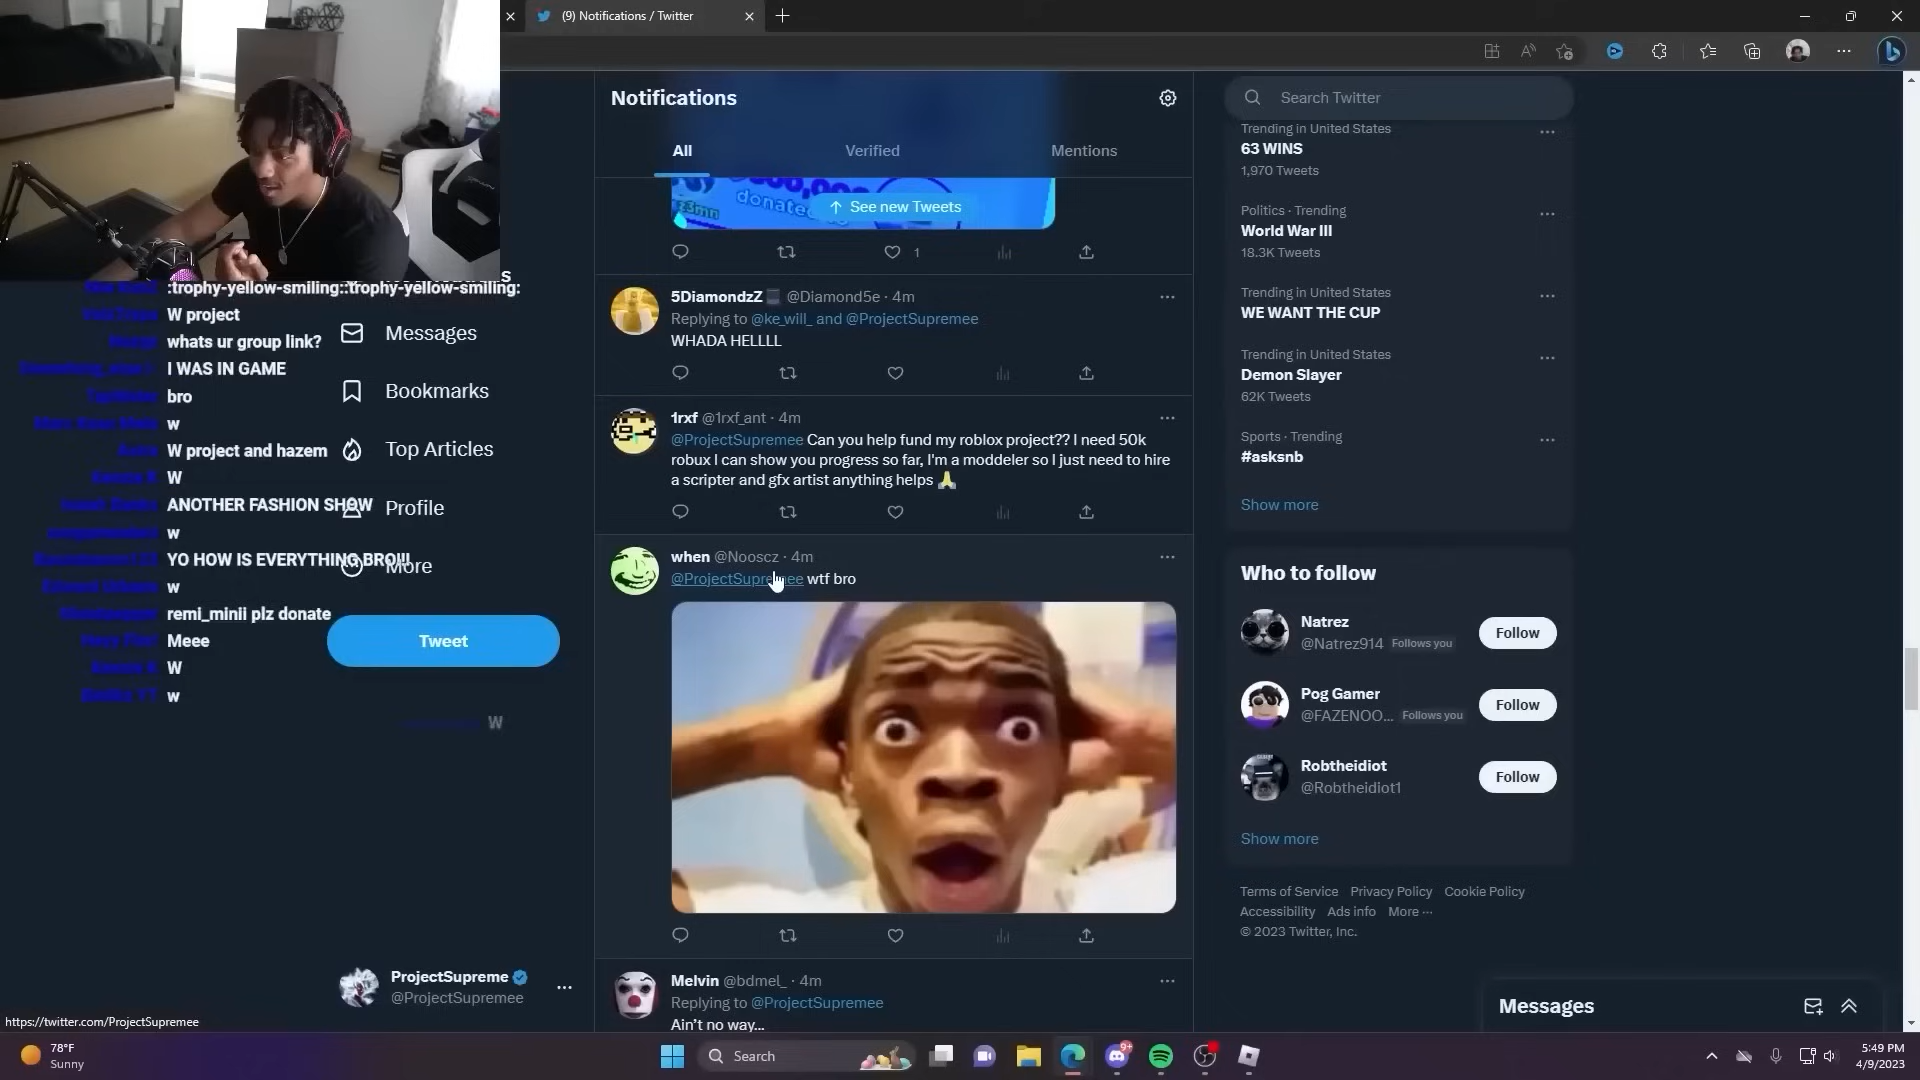 (9) Notifications / Twitter
Notifications
All
Verified
Mentions
donate
See new Tweets
1
5DiamondzZ @Diamond5e · 4m
Replying to @ke_will_ and @ProjectSupremee
WHADA HELLLL
1rxf @1rxf_ant · 4m
@ProjectSupremee Can you help fund my roblox project?? I need 50k
robux I can show you progress so far, I'm a moddeler so I just need to hire
a scripter and gfx artist anything helps 🙏
when @Nooscz · 4m
@ProjectSupremee wtf bro
Melvin @bdmeL_ · 4m
Replying to @ProjectSupremee
Ain't no way...
:trophy-yellow-smiling::trophy-yellow-smiling:
W project
whats ur group link?
I WAS IN GAME
bro
w
W project and hazem
W
ANOTHER FASHION SHOW
w
YO HOW IS EVERYTHING BRO!!!
w
remi_minii plz donate
Meee
W
w
W
Messages
Bookmarks
Top Articles
Profile
More
Tweet
ProjectSupreme
@ProjectSupremee
https://twitter.com/ProjectSupremee
Search Twitter
Trending in United States
63 WINS
1,970 Tweets
Politics · Trending
World War III
18.3K Tweets
Trending in United States
WE WANT THE CUP
Trending in United States
Demon Slayer
62K Tweets
Sports · Trending
#asksnb
Show more
Who to follow
Natrez
@Natrez914 Follows you
Follow
Pog Gamer
@FAZENOO... Follows you
Follow
Robtheidiot
@Robtheidiot1
Follow
Show more
Terms of Service Privacy Policy Cookie Policy
Accessibility Ads info More ···
© 2023 Twitter, Inc.
Messages
78°F
Sunny
Search
9+
5:49 PM
4/9/2023